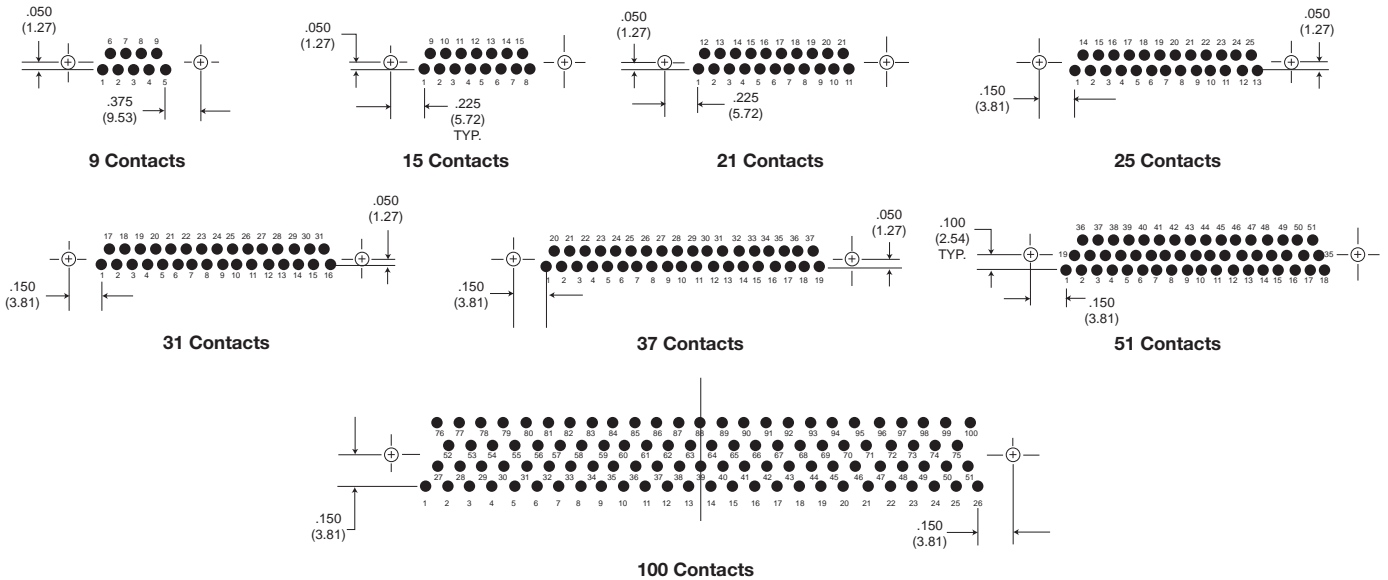 .050
(1.27)
6 7 8 9
1 2 3 4 5
.375
(9.53)
9 Contacts
.050
(1.27)
9 10 11 12 13 14 15
1 2 3 4 5 6 7 8
.225
(5.72)
TYP.
15 Contacts
.050
(1.27)
12 13 14 15 16 17 18 19 20 21
1 2 3 4 5 6 7 8 9 10 11
.225
(5.72)
21 Contacts
.050
(1.27)
14 15 16 17 18 19 20 21 22 23 24 25
1 2 3 4 5 6 7 8 9 10 11 12 13
.150
(3.81)
25 Contacts
.050
(1.27)
17 18 19 20 21 22 23 24 25 26 27 28 29 30 31
1 2 3 4 5 6 7 8 9 10 11 12 13 14 15 16
.150
(3.81)
31 Contacts
.050
(1.27)
20 21 22 23 24 25 26 27 28 29 30 31 32 33 34 35 36 37
1 2 3 4 5 6 7 8 9 10 11 12 13 14 15 16 17 18 19
.150
(3.81)
37 Contacts
.100
(2.54)
TYP.
36 37 38 39 40 41 42 43 44 45 46 47 48 49 50 51
19 35
1 2 3 4 5 6 7 8 9 10 11 12 13 14 15 16 17 18
.150
(3.81)
51 Contacts
76 77 78 79 80 81 82 83 84 85 86 87 88 89 90 91 92 93 94 95 96 97 98 99 100
52 53 54 55 56 57 58 59 60 61 62 63 64 65 66 67 68 69 70 71 72 73 74 75
27 28 29 30 31 32 33 34 35 36 37 38 39 40 41 42 43 44 45 46 47 48 49 50 51
1 2 3 4 5 6 7 8 9 10 11 12 13 14 15 16 17 18 19 20 21 22 23 24 25 26
.150
(3.81)
.150
(3.81)
100 Contacts